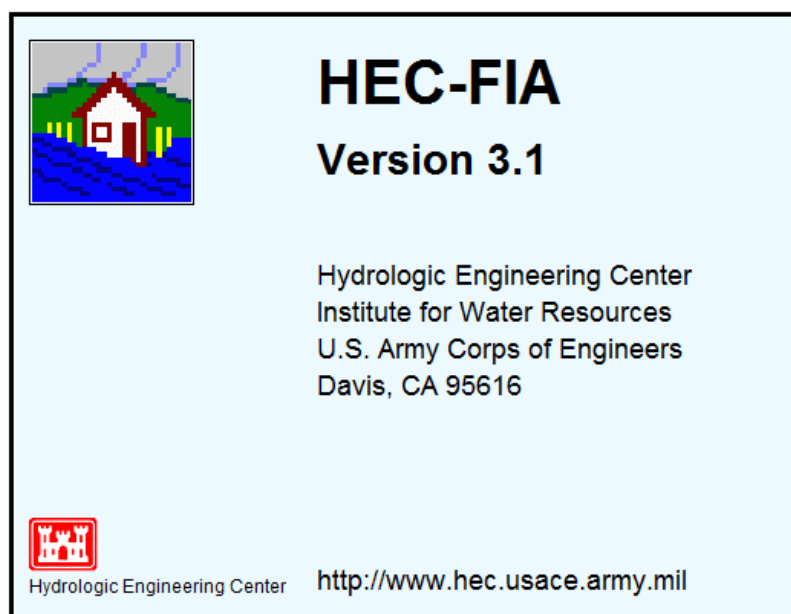 HEC-FIA
Version 3.1
Hydrologic Engineering Center
Institute for Water Resources
U.S. Army Corps of Engineers
Davis, CA 95616
Hydrologic Engineering Center
http://www.hec.usace.army.mil